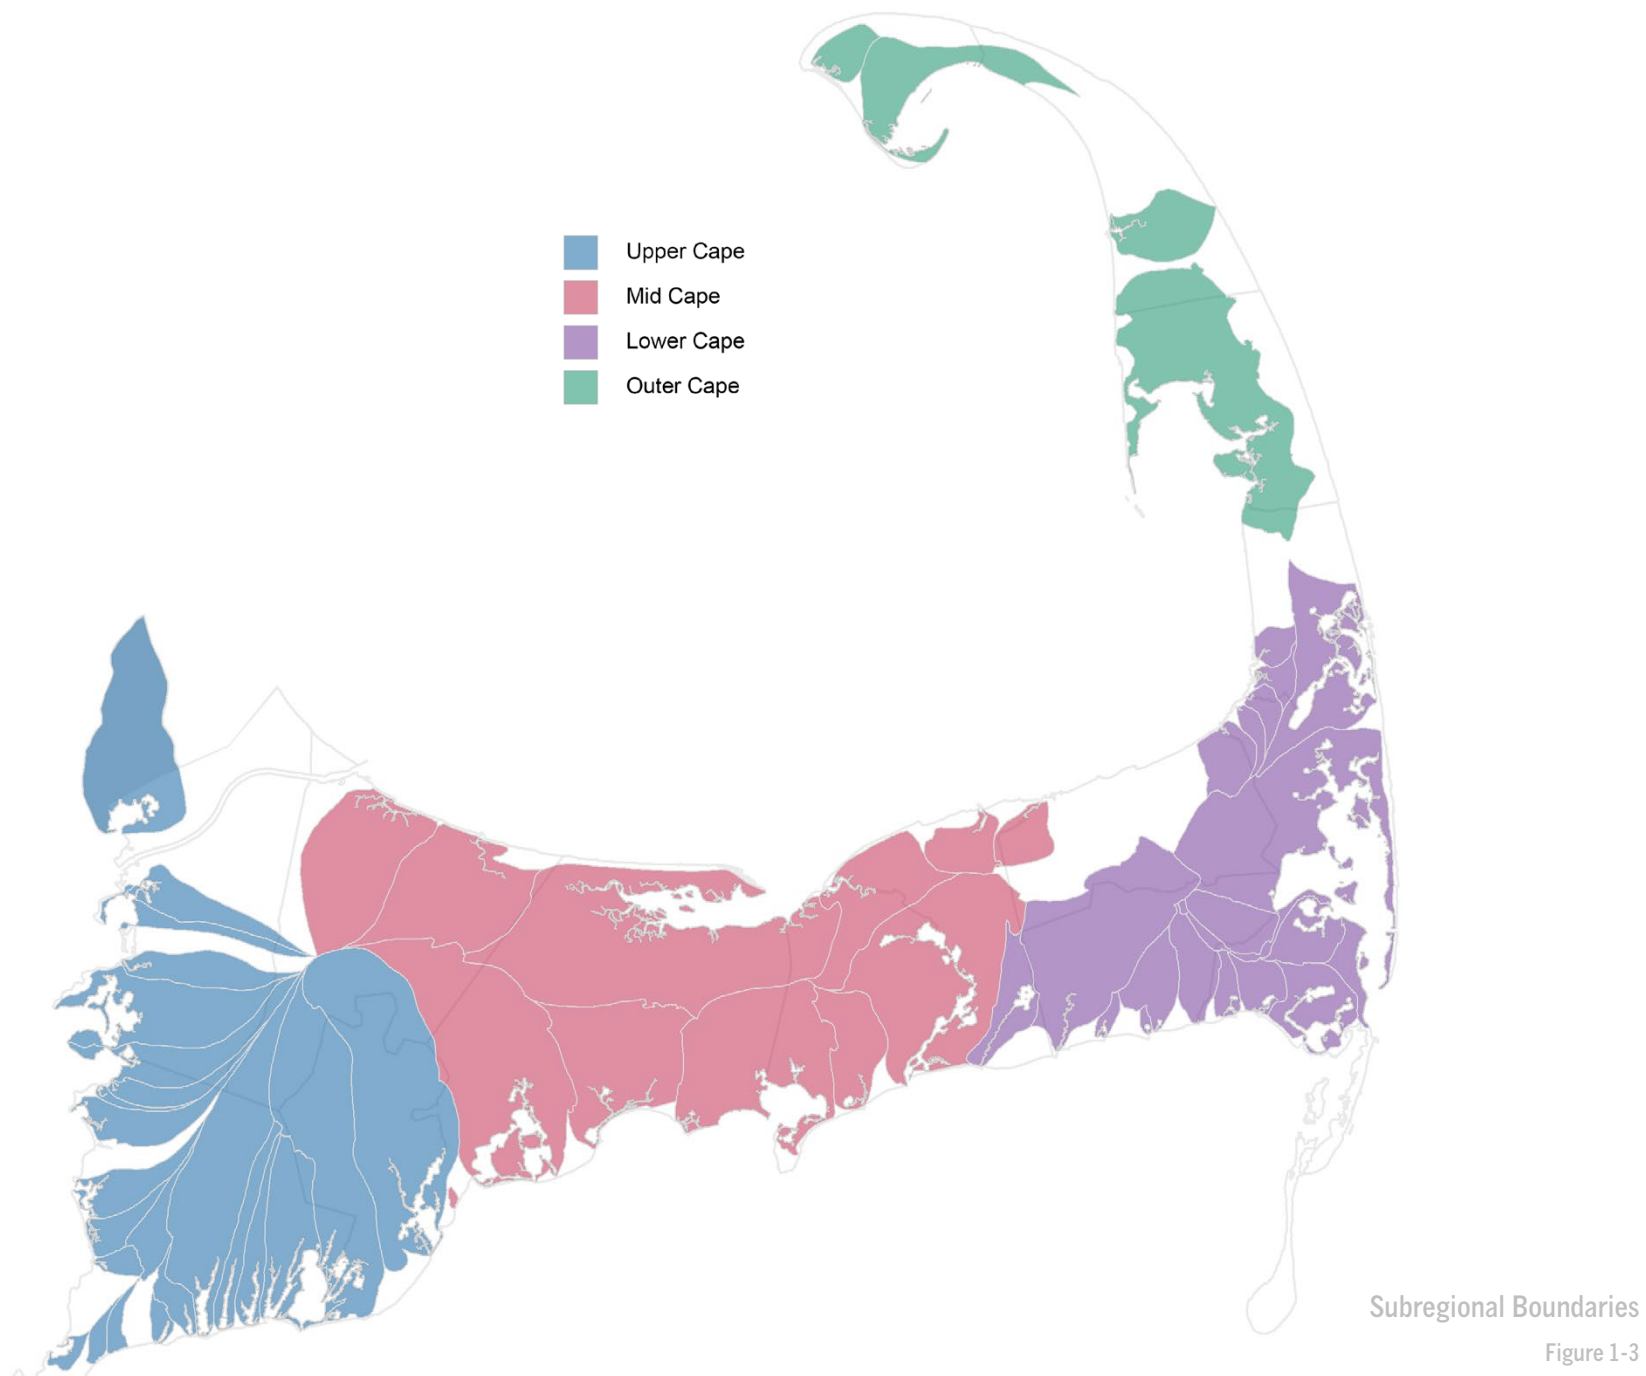 Upper Cape
Mid Cape
Lower Cape
Outer Cape
Subregional Boundaries
Figure 1-3